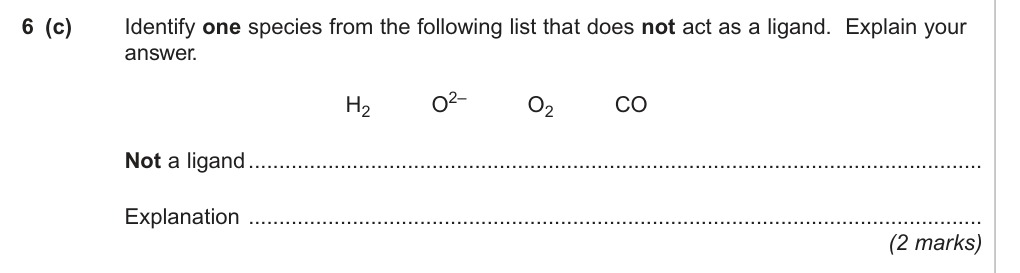 6 (c) Identify one species from the following list that does not act as a ligand. Explain your
answer.
H₂ O²⁻ O₂ CO
Not a ligand ................................................................
Explanation ................................................................
(2 marks)